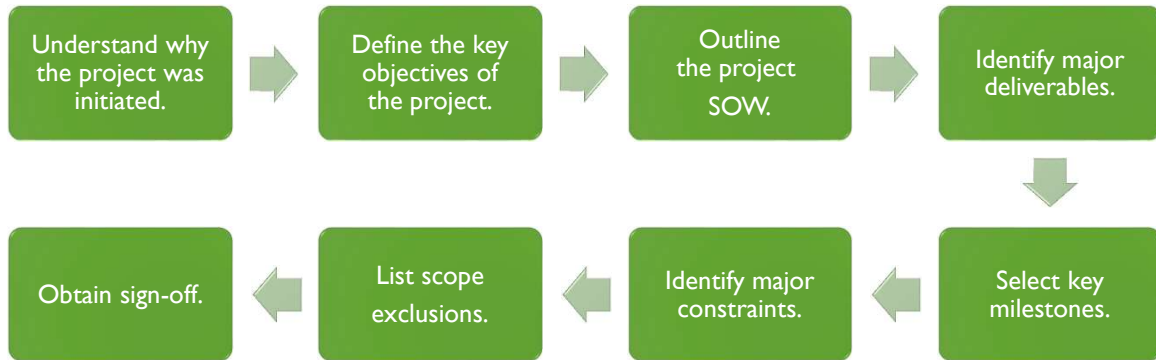 Understand why
the project was
initiated.
Define the key
objectives of
the project.
Outline
the project
SOW.
Identify major
deliverables.
Select key
milestones.
Identify major
constraints.
List scope
exclusions.
Obtain sign-off.